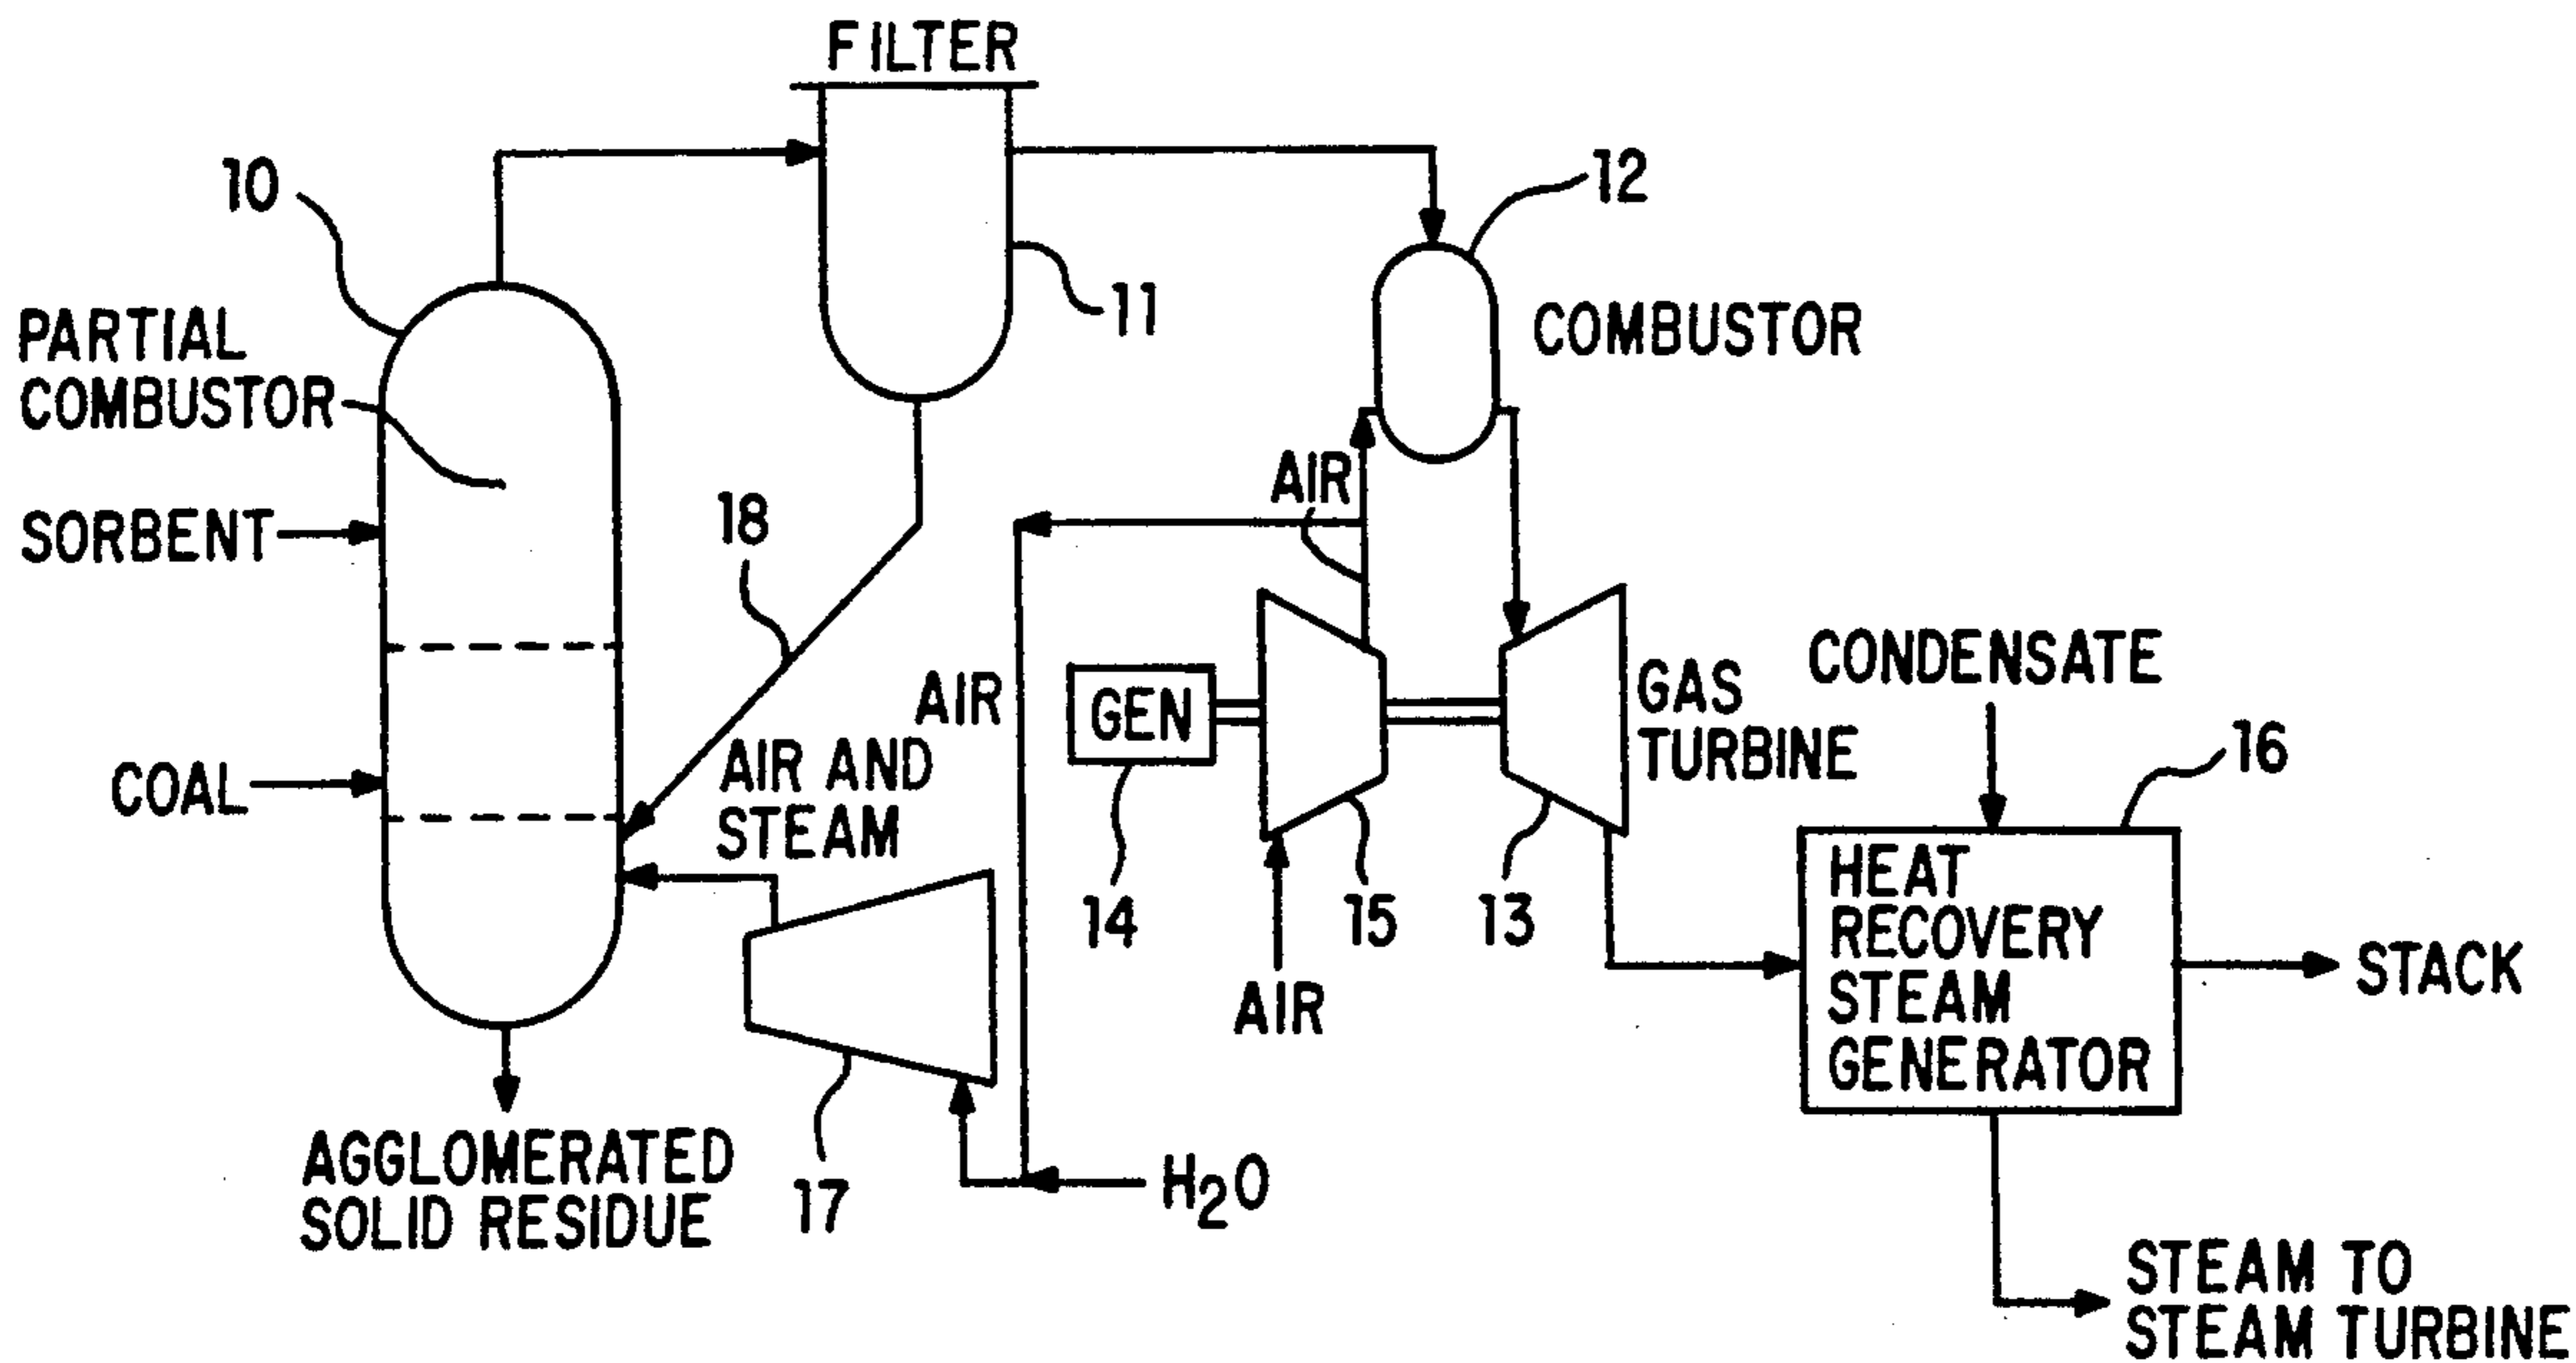 FILTER
10
12
11
PARTIAL
COMBUSTOR
COMBUSTOR
SORBENT
18
AIR
AIR
GEN
GAS
TURBINE
CONDENSATE
16
COAL
AIR AND
STEAM
14
15
13
HEAT
RECOVERY
STEAM
GENERATOR
STACK
AIR
AGGLOMERATED
SOLID RESIDUE
17
H2O
STEAM TO
STEAM TURBINE